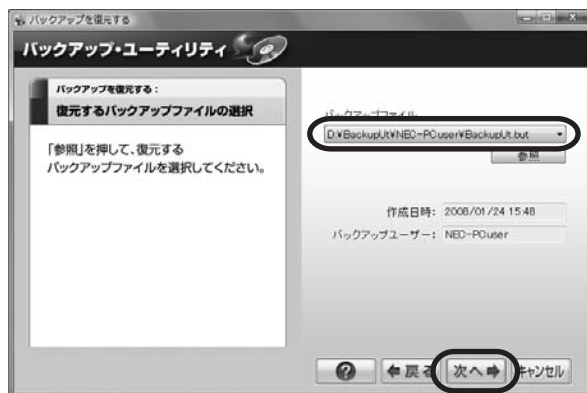 バックアップを復元する
バックアップ・ユーティリティ
バックアップを復元する：
復元するバックアップファイルの選択
「参照」を押して、復元する
バックアップファイルを選択してください。
バックアップファイル
D:¥BackupUt¥NEC-PCuser¥BackupUt.but
参照
作成日時： 2008/01/24 15:48
バックアップユーザー： NEC-PCuser
? 戻る 次へ キャンセル